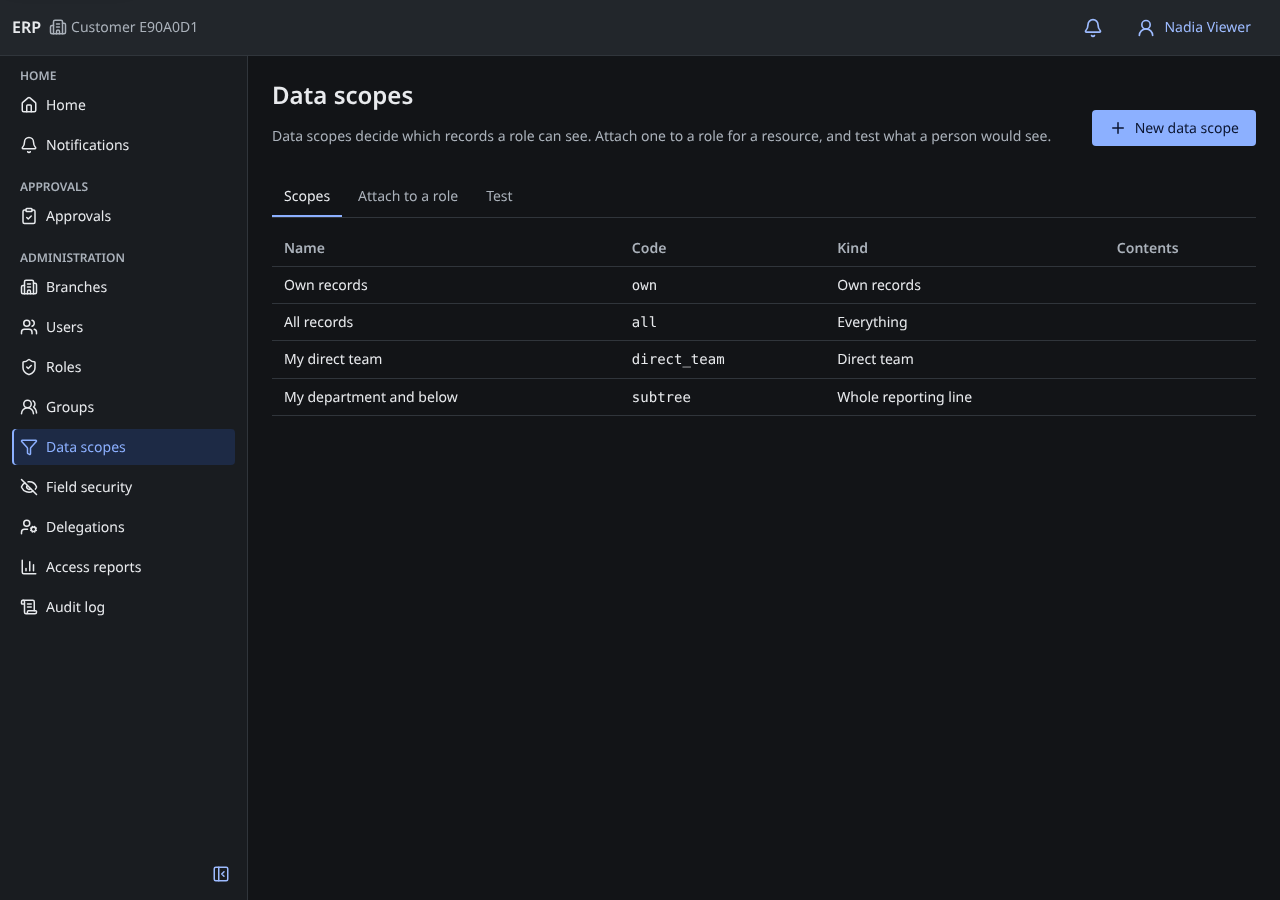 ERP Customer E90A0D1
Nadia Viewer
HOME
Home
Notifications
APPROVALS
Approvals
ADMINISTRATION
Branches
Users
Roles
Groups
Data scopes
Field security
Delegations
Access reports
Audit log
Data scopes
Data scopes decide which records a role can see. Attach one to a role for a resource, and test what a person would see.
New data scope
Scopes Attach to a role Test
Name Code Kind Contents
Own records own Own records
All records all Everything
My direct team direct_team Direct team
My department and below subtree Whole reporting line